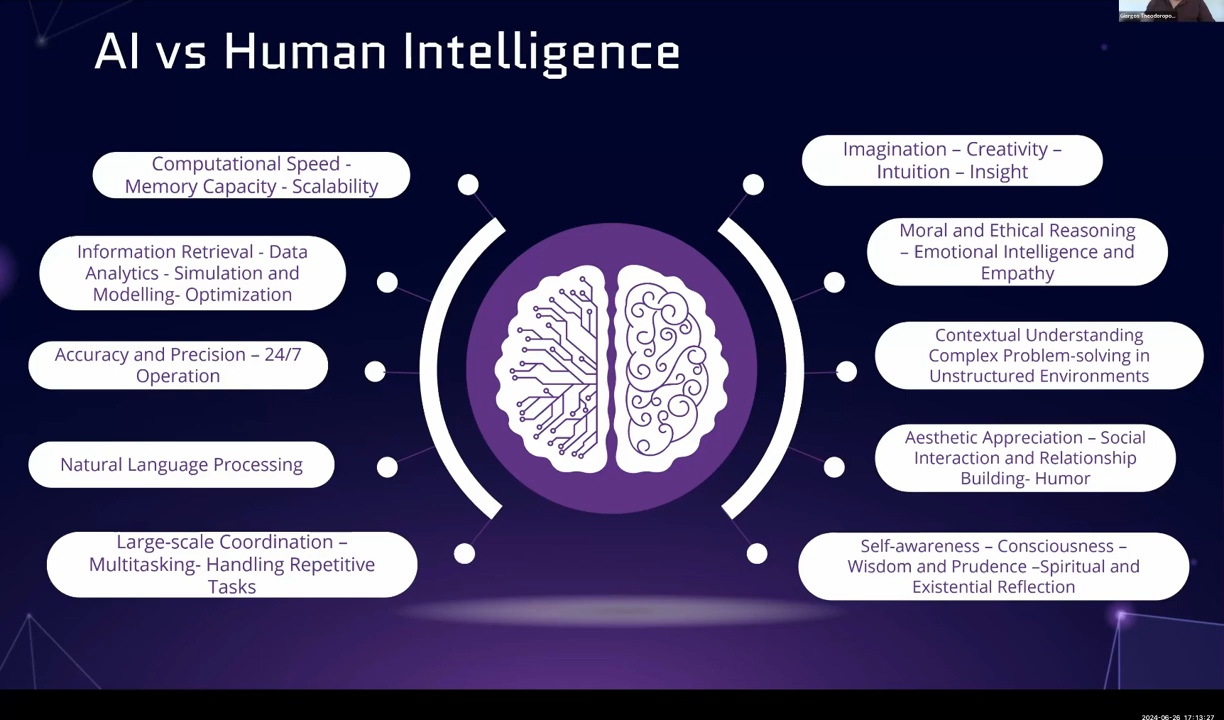 Giorgos Theodoropo...
AI vs Human Intelligence
Computational Speed -
Memory Capacity - Scalability
Information Retrieval - Data
Analytics - Simulation and
Modelling- Optimization
Accuracy and Precision – 24/7
Operation
Natural Language Processing
Large-scale Coordination –
Multitasking- Handling Repetitive
Tasks
Imagination – Creativity –
Intuition – Insight
Moral and Ethical Reasoning
– Emotional Intelligence and
Empathy
Contextual Understanding
Complex Problem-solving in
Unstructured Environments
Aesthetic Appreciation – Social
Interaction and Relationship
Building- Humor
Self-awareness – Consciousness –
Wisdom and Prudence –Spiritual and
Existential Reflection
2024-06-26 17:13:27